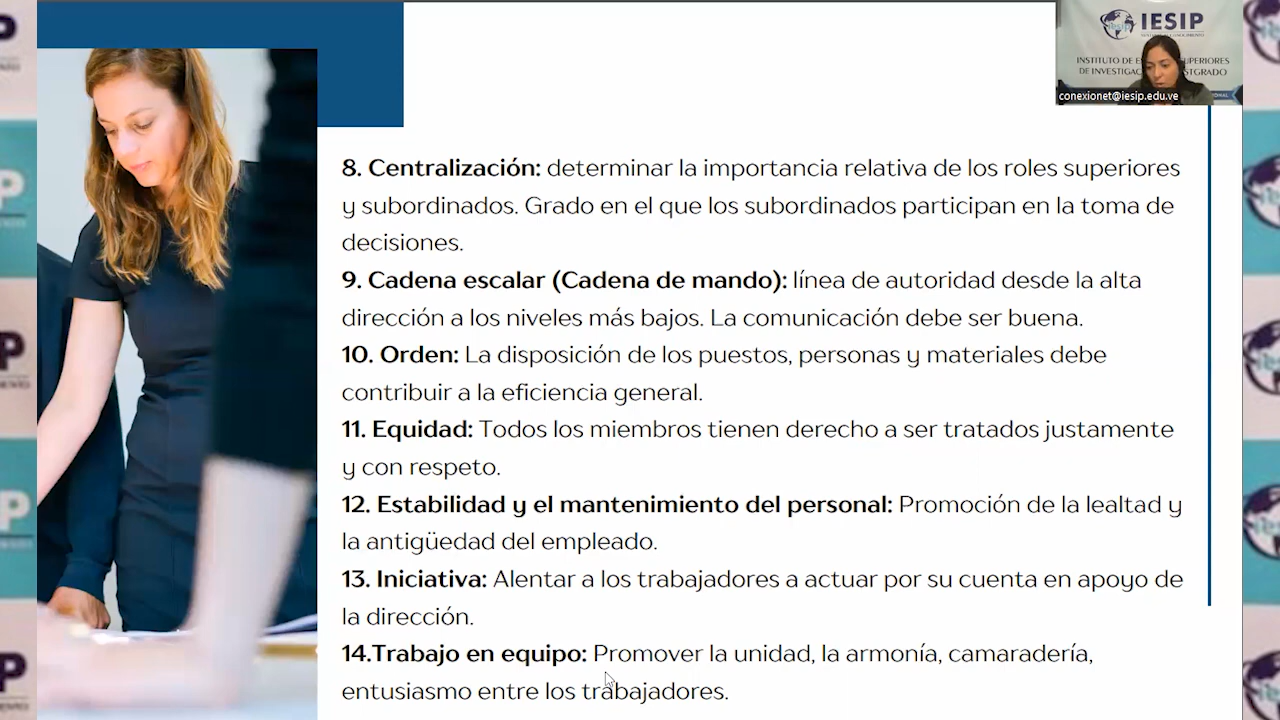 IESIP
INSTITUTO DE
SUPERIORES
DE INVESTIGAC
conexionet@iesip.edu.ve
8. Centralización: determinar la importancia relativa de los roles superiores
y subordinados. Grado en el que los subordinados participan en la toma de
decisiones.
9. Cadena escalar (Cadena de mando): línea de autoridad desde la alta
dirección a los niveles más bajos. La comunicación debe ser buena.
10. Orden: La disposición de los puestos, personas y materiales debe
contribuir a la eficiencia general.
11. Equidad: Todos los miembros tienen derecho a ser tratados justamente
y con respeto.
12. Estabilidad y el mantenimiento del personal: Promoción de la lealtad y
la antigüedad del empleado.
13. Iniciativa: Alentar a los trabajadores a actuar por su cuenta en apoyo de
la dirección.
14.Trabajo en equipo: Promover la unidad, la armonía, camaradería,
entusiasmo entre los trabajadores.